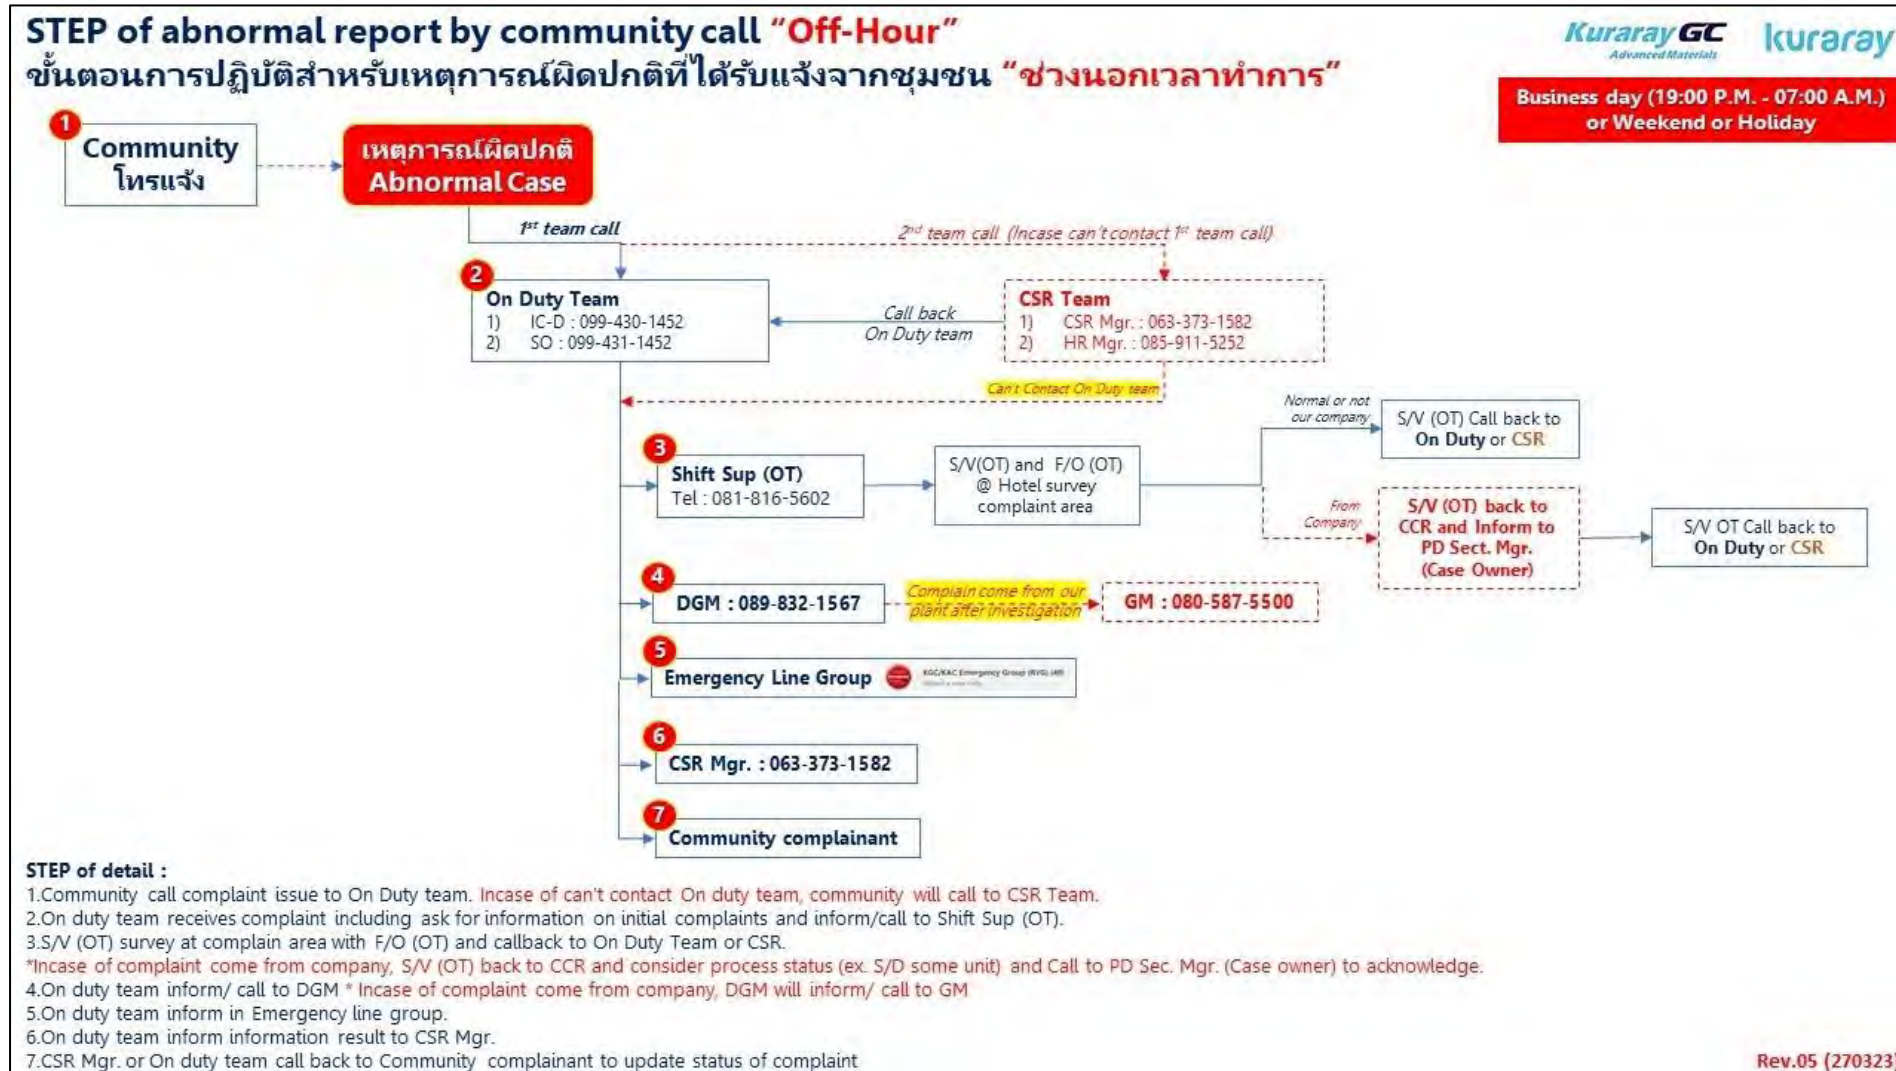 STEP of abnormal report by community call “Off-Hour”
ขั้นตอนการปฏิบัติสำหรับเหตุการณ์ผิดปกติที่ได้รับแจ้งจากชุมชน “ช่วงนอกเวลาทำการ”
Kuraray GC
Advanced Materials
kuraray
Business day (19:00 P.M. - 07:00 A.M.)
or Weekend or Holiday
1
Community
โทรแจ้ง
เหตุการณ์ผิดปกติ
Abnormal Case
1st team call
2nd team call (Incase can't contact 1st team call)
2
On Duty Team
1) IC-D : 099-430-1452
2) SO : 099-431-1452
Call back
On Duty team
CSR Team
1) CSR Mgr. : 063-373-1582
2) HR Mgr. : 085-911-5252
Can't Contact On Duty team
3
Shift Sup (OT)
Tel : 081-816-5602
S/V(OT) and F/O (OT)
@ Hotel survey
complaint area
Normal or not
our company
S/V (OT) Call back to
On Duty or CSR
From
Company
S/V (OT) back to
CCR and Inform to
PD Sect. Mgr.
(Case Owner)
S/V OT Call back to
On Duty or CSR
4
DGM : 089-832-1567
Complain come from our
plant after investigation
GM : 080-587-5500
5
Emergency Line Group
KGC/KAC Emergency Group
6
CSR Mgr. : 063-373-1582
7
Community complainant
STEP of detail :
1.Community call complaint issue to On Duty team. Incase of can't contact On duty team, community will call to CSR Team.
2.On duty team receives complaint including ask for information on initial complaints and inform/call to Shift Sup (OT).
3.S/V (OT) survey at complain area with F/O (OT) and callback to On Duty Team or CSR.
*Incase of complaint come from company, S/V (OT) back to CCR and consider process status (ex. S/D some unit) and Call to PD Sec. Mgr. (Case owner) to acknowledge.
4.On duty team inform/ call to DGM * Incase of complaint come from company, DGM will inform/ call to GM
5.On duty team inform in Emergency line group.
6.On duty team inform information result to CSR Mgr.
7.CSR Mgr. or On duty team call back to Community complainant to update status of complaint
Rev.05 (270323)